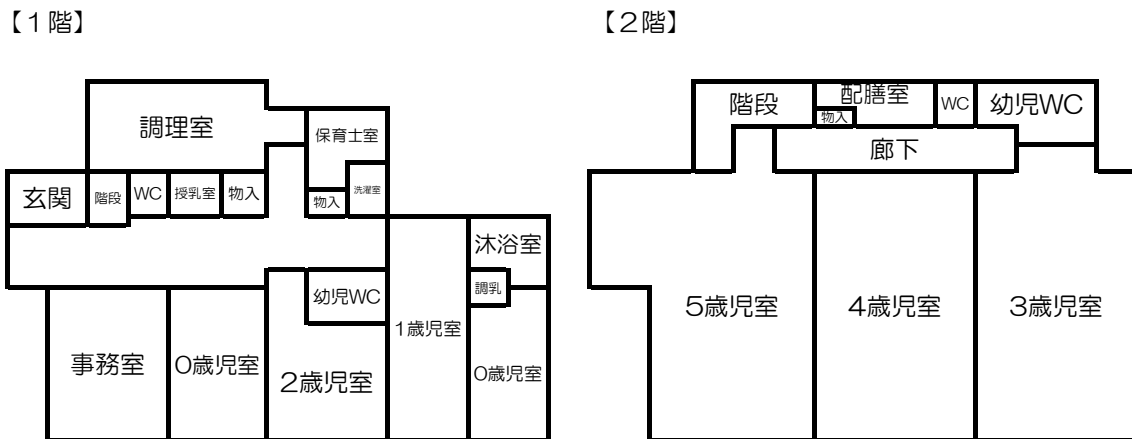 【1階】
調理室
保育士室
玄関
階段
WC
授乳室
物入
物入
洗濯室
沐浴室
調乳
幼児WC
1歳児室
事務室
0歳児室
2歳児室
0歳児室
【2階】
階段
配膳室
物入
WC
幼児WC
廊下
5歳児室
4歳児室
3歳児室